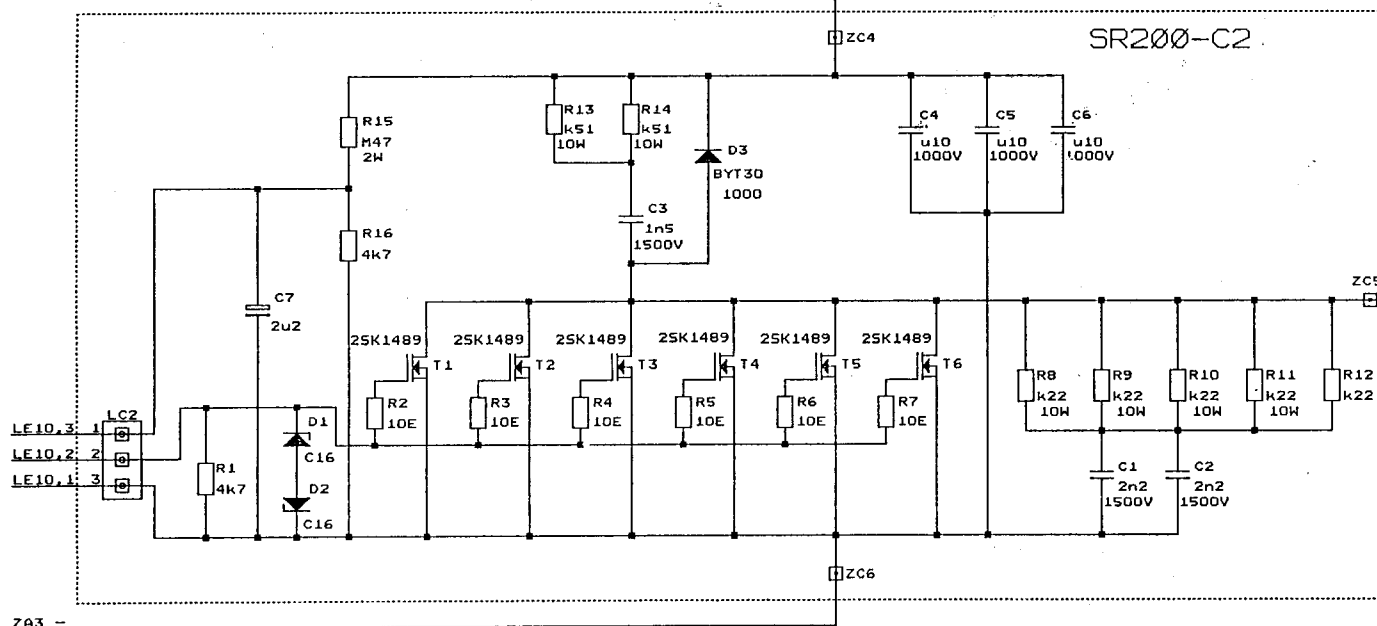 ZC4
SR200-C2
R15
M47
2W
R13
k51
10W
R14
k51
10W
D3
BYT30
1000
C4
u10
1000V
C5
u10
1000V
C6
u10
1000V
C3
1n5
1500V
R16
4k7
C7
2u2
ZC5
2SK1489
T1
2SK1489
T2
2SK1489
T3
2SK1489
T4
2SK1489
T5
2SK1489
T6
R2
10E
R3
10E
R4
10E
R5
10E
R6
10E
R7
10E
R8
k22
10W
R9
k22
10W
R10
k22
10W
R11
k22
10W
R12
k22
LC2
LE10,3 1
LE10,2 2
LE10,1 3
R1
4k7
D1
C16
D2
C16
C1
2n2
1500V
C2
2n2
1500V
ZC6
ZA3 -